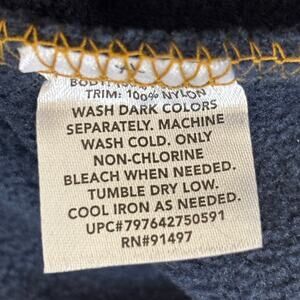 BODY:
TRIM: 100% NYLON
WASH DARK COLORS
SEPARATELY. MACHINE
WASH COLD. ONLY
NON-CHLORINE
BLEACH WHEN NEEDED.
TUMBLE DRY LOW.
COOL IRON AS NEEDED.
UPC#797642750591
RN#91497